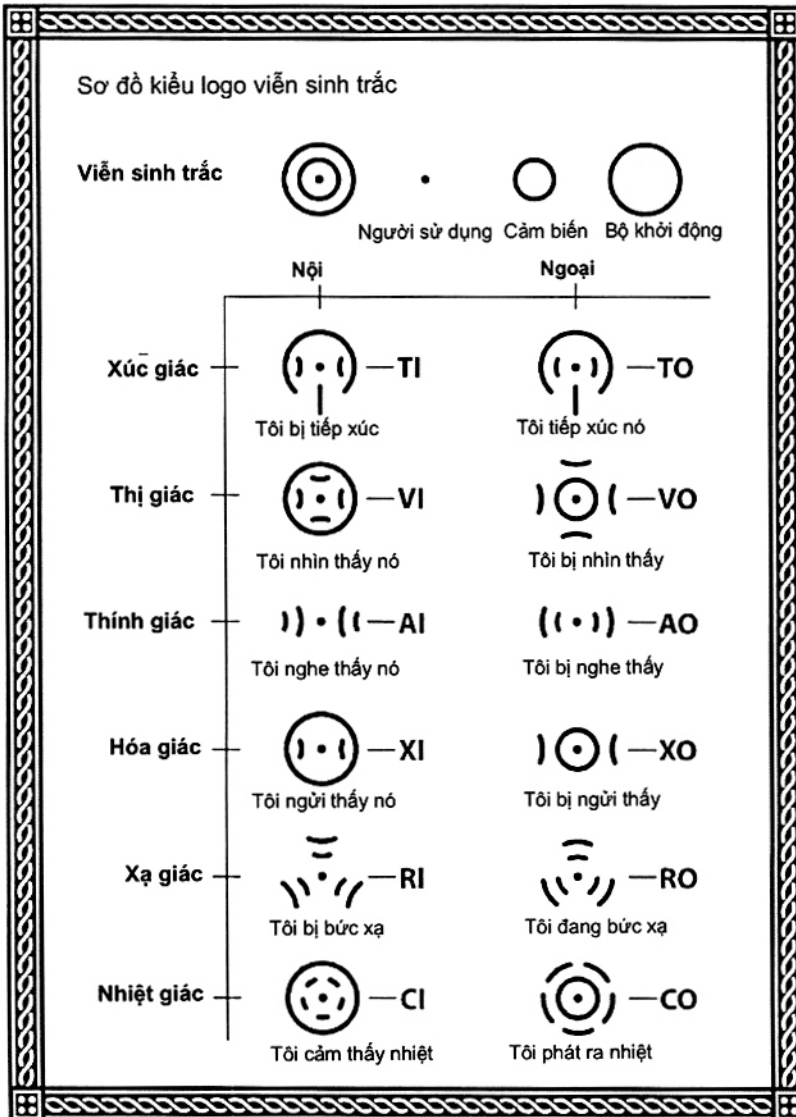 Sơ đồ kiểu logo viễn sinh trắc
Viễn sinh trắc
Người sử dụng Cảm biến Bộ khởi động
Nội Ngoại
Xúc giác TI TO
Tôi bị tiếp xúc Tôi tiếp xúc nó
Thị giác VI VO
Tôi nhìn thấy nó Tôi bị nhìn thấy
Thính giác AI AO
Tôi nghe thấy nó Tôi bị nghe thấy
Hóa giác XI XO
Tôi ngửi thấy nó Tôi bị ngửi thấy
Xạ giác RI RO
Tôi bị bức xạ Tôi đang bức xạ
Nhiệt giác CI CO
Tôi cảm thấy nhiệt Tôi phát ra nhiệt